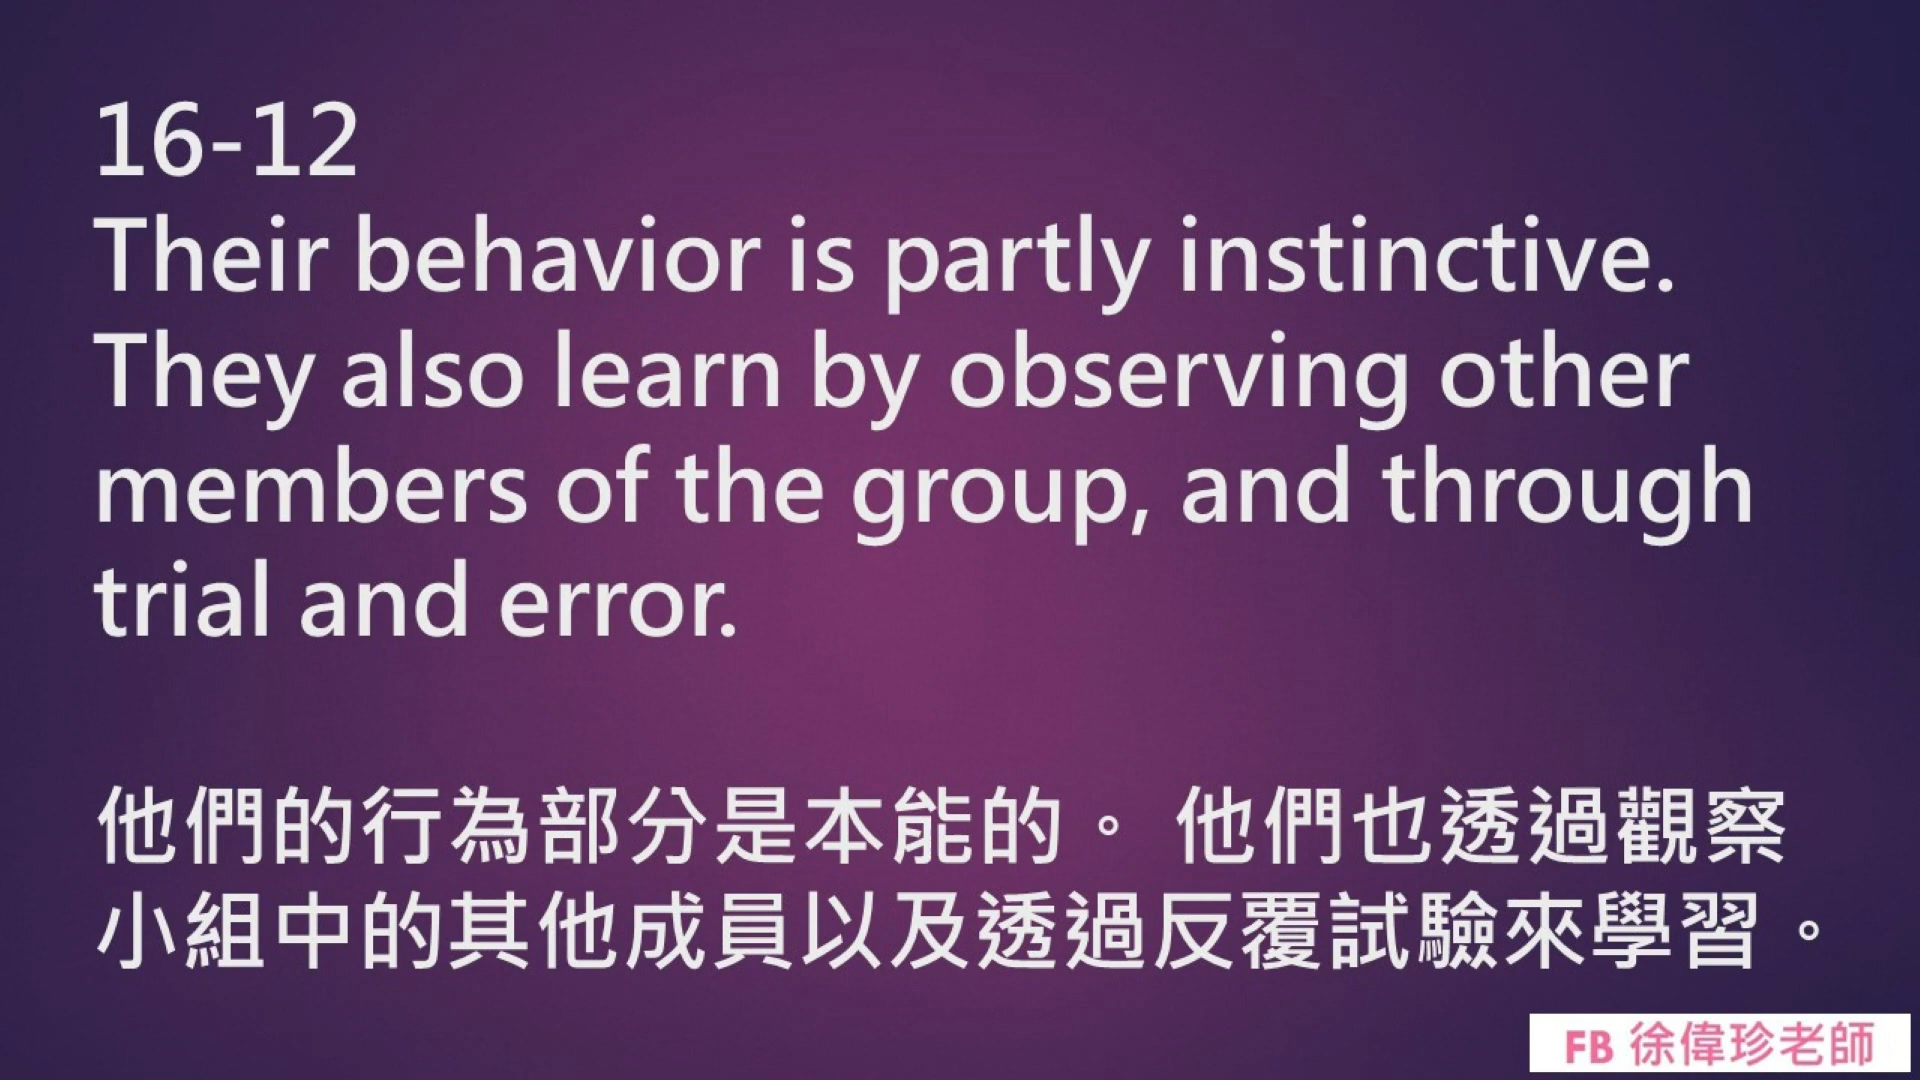 16-12
Their behavior is partly instinctive.
They also learn by observing other
members of the group, and through
trial and error.
他們的行為部分是本能的。 他們也透過觀察
小組中的其他成員以及透過反覆試驗來學習。
FB 徐偉珍老師